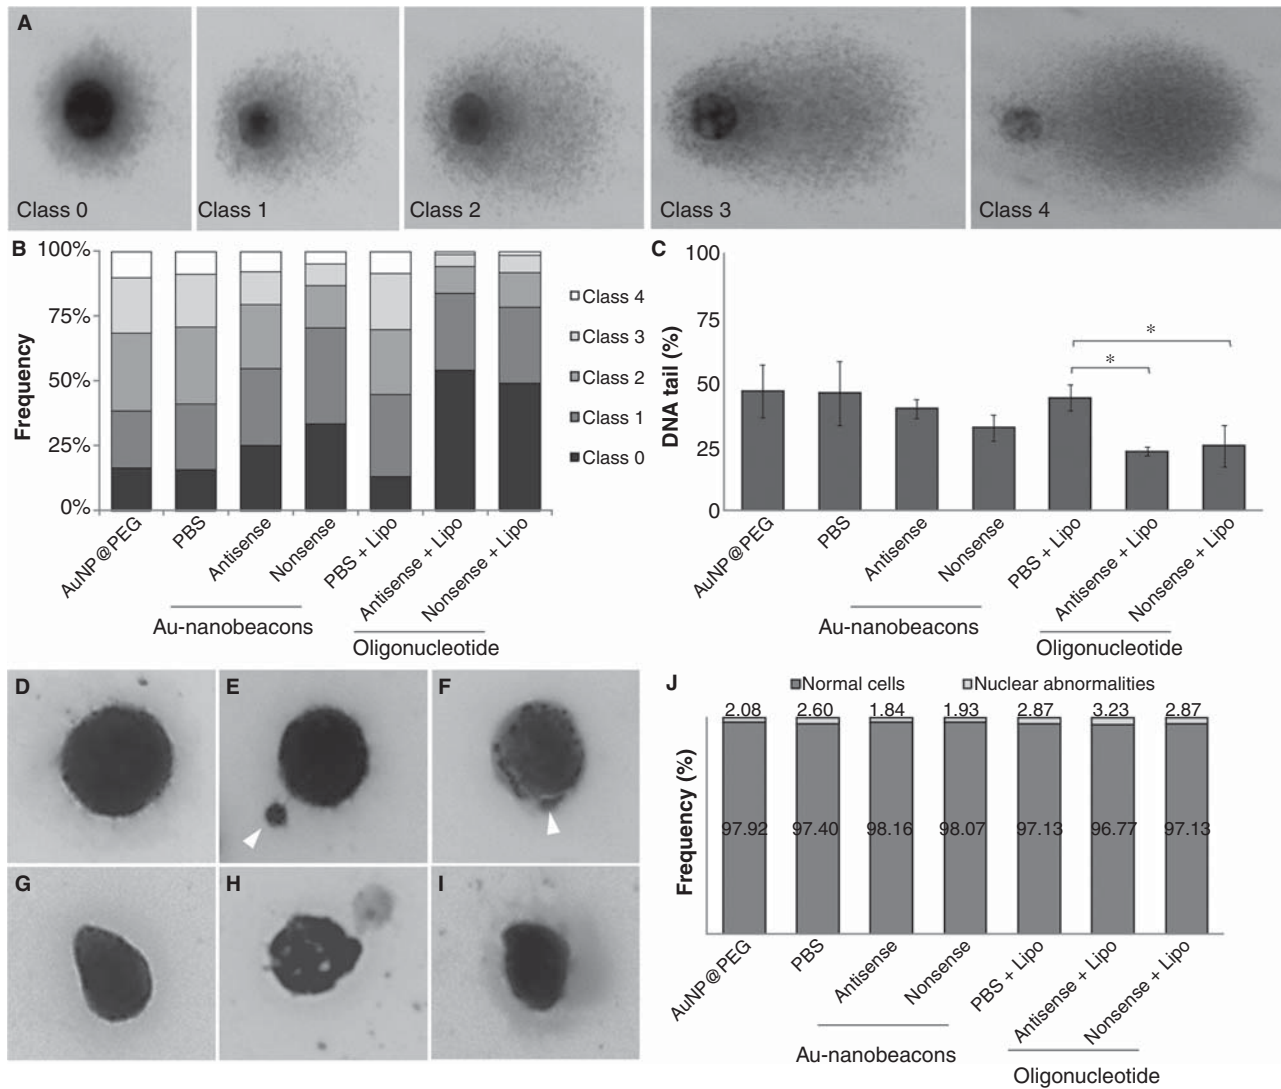 A
Class 0
Class 1
Class 2
Class 3
Class 4
B
100%
75%
50%
25%
0%
Frequency
Class 4
Class 3
Class 2
Class 1
Class 0
AuNP@PEG
PBS
Antisense
Nonsense
PBS + Lipo
Antisense + Lipo
Nonsense + Lipo
Au-nanobeacons
Oligonucleotide
C
100
75
50
25
0
DNA tail (%)
*
*
AuNP@PEG
PBS
Antisense
Nonsense
PBS + Lipo
Antisense + Lipo
Nonsense + Lipo
Au-nanobeacons
Oligonucleotide
D
E
F
G
H
I
J
Normal cells
Nuclear abnormalities
2.08 2.60 1.84 1.93 2.87 3.23 2.87
97.92 97.40 98.16 98.07 97.13 96.77 97.13
Frequency (%)
AuNP@PEG
PBS
Antisense
Nonsense
PBS + Lipo
Antisense + Lipo
Nonsense + Lipo
Au-nanobeacons
Oligonucleotide